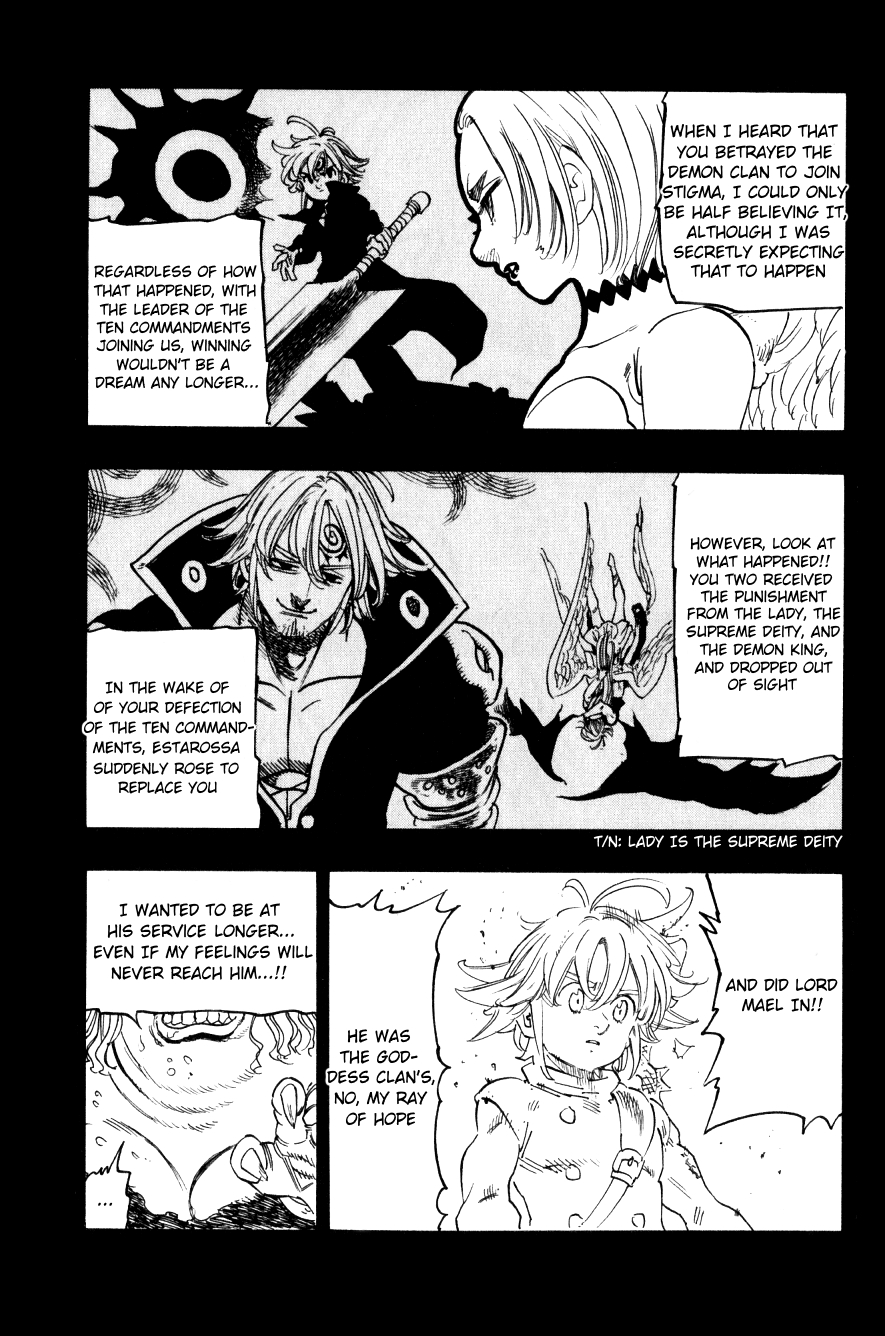 WHEN I HEARD THAT
YOU BETRAYED THE
DEMON CLAN TO JOIN
STIGMA, I COULD ONLY
BE HALF BELIEVING IT,
ALTHOUGH I WAS
SECRETLY EXPECTING
THAT TO HAPPEN
REGARDLESS OF HOW
THAT HAPPENED, WITH
THE LEADER OF THE
TEN COMMANDMENTS
JOINING US, WINNING
WOULDN'T BE A
DREAM ANY LONGER...
HOWEVER, LOOK AT
WHAT HAPPENED!!
YOU TWO RECEIVED
THE PUNISHMENT
FROM THE LADY, THE
SUPREME DEITY, AND
THE DEMON KING,
AND DROPPED OUT
OF SIGHT
IN THE WAKE OF
OF YOUR DEFECTION
OF THE TEN COMMAND-
MENTS, ESTAROSSA
SUDDENLY ROSE TO
REPLACE YOU
T/N: LADY IS THE SUPREME DEITY
AND DID LORD
MAEL IN!!
HE WAS
THE GOD-
DESS CLAN'S,
NO, MY RAY
OF HOPE
I WANTED TO BE AT
HIS SERVICE LONGER...
EVEN IF MY FEELINGS WILL
NEVER REACH HIM...!!
...